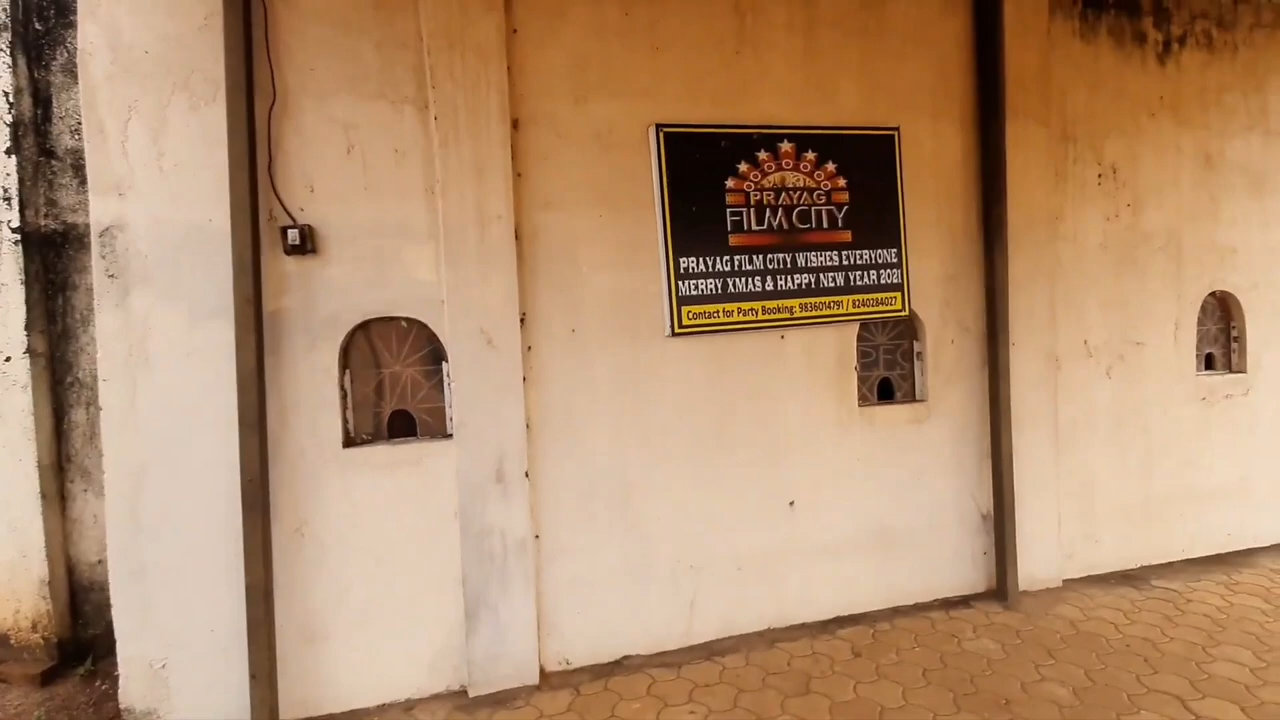 PRAYAG
FILM CITY
PRAYAG FILM CITY WISHES EVERYONE
MERRY XMAS & HAPPY NEW YEAR 2021
Contact for Party Booking: 9836014791 / 8240284027
PFC